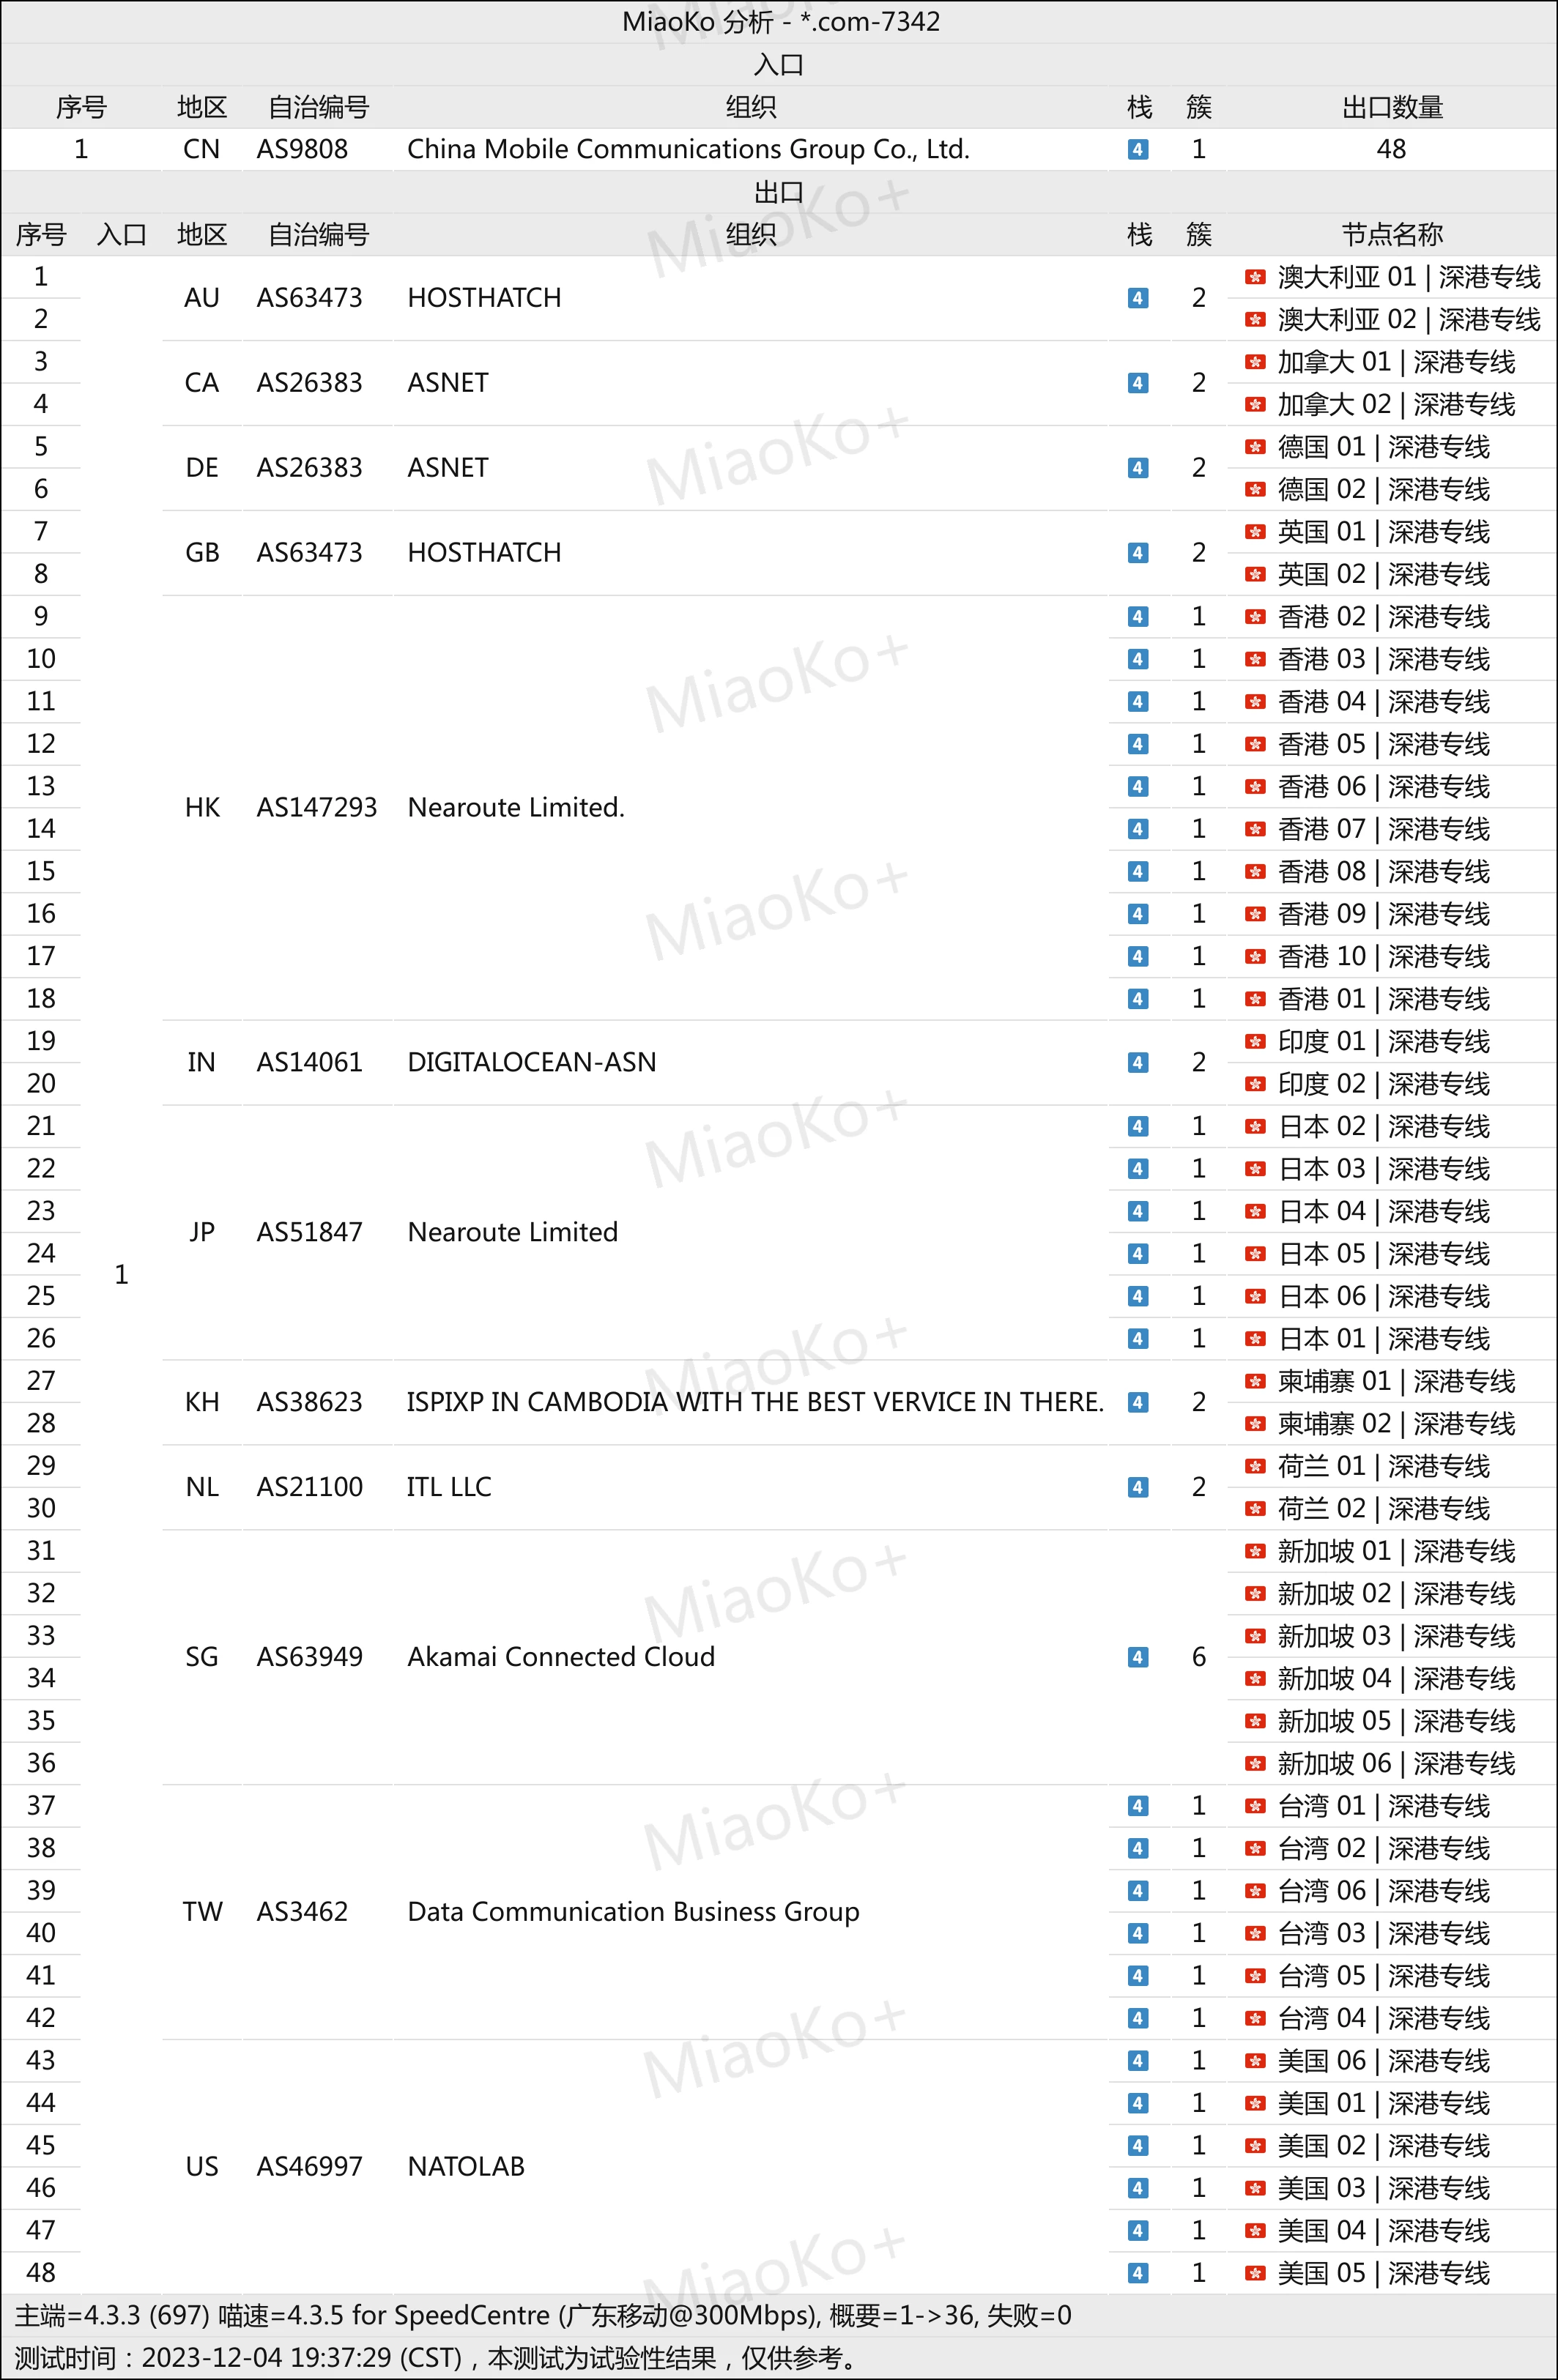 MiaoKo 分析 - *.com-7342
入口
序号 地区 自治编号 组织 栈 簇 出口数量
1 CN AS9808 China Mobile Communications Group Co., Ltd. 4 1 48
出口
序号 入口 地区 自治编号 组织 栈 簇 节点名称
1 AU AS63473 HOSTHATCH 4 2 澳大利亚 01 | 深港专线
2 澳大利亚 02 | 深港专线
3 CA AS26383 ASNET 4 2 加拿大 01 | 深港专线
4 加拿大 02 | 深港专线
5 DE AS26383 ASNET 4 2 德国 01 | 深港专线
6 德国 02 | 深港专线
7 GB AS63473 HOSTHATCH 4 2 英国 01 | 深港专线
8 英国 02 | 深港专线
9 4 1 香港 02 | 深港专线
10 4 1 香港 03 | 深港专线
11 4 1 香港 04 | 深港专线
12 4 1 香港 05 | 深港专线
13 HK AS147293 Nearoute Limited. 4 1 香港 06 | 深港专线
14 4 1 香港 07 | 深港专线
15 4 1 香港 08 | 深港专线
16 4 1 香港 09 | 深港专线
17 4 1 香港 10 | 深港专线
18 4 1 香港 01 | 深港专线
19 IN AS14061 DIGITALOCEAN-ASN 4 2 印度 01 | 深港专线
20 印度 02 | 深港专线
21 4 1 日本 02 | 深港专线
22 4 1 日本 03 | 深港专线
23 JP AS51847 Nearoute Limited 4 1 日本 04 | 深港专线
24 1 4 1 日本 05 | 深港专线
25 4 1 日本 06 | 深港专线
26 4 1 日本 01 | 深港专线
27 KH AS38623 ISPIXP IN CAMBODIA WITH THE BEST VERVICE IN THERE. 4 2 柬埔寨 01 | 深港专线
28 柬埔寨 02 | 深港专线
29 NL AS21100 ITL LLC 4 2 荷兰 01 | 深港专线
30 荷兰 02 | 深港专线
31 新加坡 01 | 深港专线
32 新加坡 02 | 深港专线
33 SG AS63949 Akamai Connected Cloud 4 6 新加坡 03 | 深港专线
34 新加坡 04 | 深港专线
35 新加坡 05 | 深港专线
36 新加坡 06 | 深港专线
37 4 1 台湾 01 | 深港专线
38 4 1 台湾 02 | 深港专线
39 TW AS3462 Data Communication Business Group 4 1 台湾 06 | 深港专线
40 4 1 台湾 03 | 深港专线
41 4 1 台湾 05 | 深港专线
42 4 1 台湾 04 | 深港专线
43 4 1 美国 06 | 深港专线
44 4 1 美国 01 | 深港专线
45 US AS46997 NATOLAB 4 1 美国 02 | 深港专线
46 4 1 美国 03 | 深港专线
47 4 1 美国 04 | 深港专线
48 4 1 美国 05 | 深港专线
主端=4.3.3 (697) 喵速=4.3.5 for SpeedCentre (广东移动@300Mbps), 概要=1->36, 失败=0
测试时间：2023-12-04 19:37:29 (CST)，本测试为试验性结果，仅供参考。
MiaoKo+
MiaoKo+
MiaoKo+
MiaoKo+
MiaoKo+
MiaoKo+
MiaoKo+
MiaoKo+
MiaoKo+
MiaoKo+